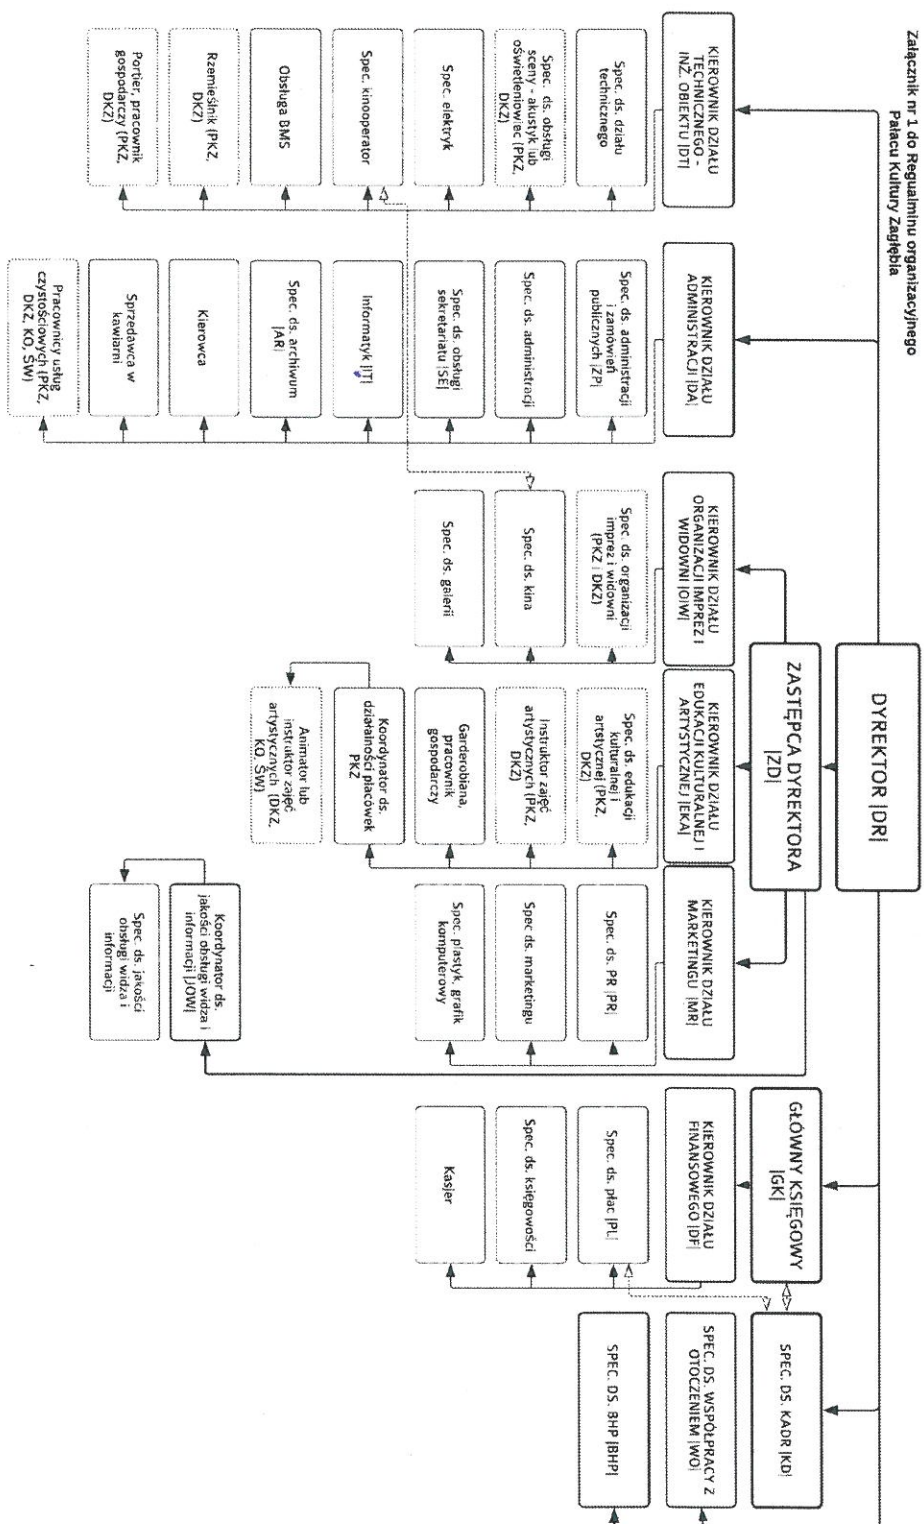 Załącznik nr 1 do Regualminu organizacyjnego
Pałacu Kultury Zagłębia
DYREKTOR |DR|
ZASTĘPCA DYREKTORA
|ZD|
GŁÓWNY KSIĘGOWY
|GK|
SPEC. DS. KADR |KD|
SPEC. DS. WSPÓŁPRACY Z
OTOCZENIEM |WO|
SPEC. DS. BHP |BHP|
KIEROWNIK DZIAŁU
TECHNICZNEGO -
INŻ. OBIEKTU |DT|
Spec. ds. działu
technicznego
Spec. ds. obsługi
sceny - akustyk lub
oświetleniowiec (PKZ,
DKZ)
Spec. elektryk
Spec. kinooperator
Obsługa BMS
Rzemieślnik (PKZ,
DKZ)
Portier, pracownik
gospodarczy (PKZ,
DKZ)
KIEROWNIK DZIAŁU
ADMINISTRACJI |DA|
Spec. ds. administracji
i zamówień
publicznych |ZP|
Spec. ds. administracji
Spec. ds. obsługi
sekretariatu |SE|
Informatyk |IT|
Spec. ds. archiwum
|AR|
Kierowca
Sprzedawca w
kawiarni
Pracownicy usług
czystościowych (PKZ,
DKZ, KO, ŚW)
KIEROWNIK DZIAŁU
ORGANIZACJI IMPREZ I
WIDOWNI |OIW|
Spec. ds. organizacji
imprez i widowni
(PKZ i DKZ)
Spec. ds. kina
Spec. ds. galerii
KIEROWNIK DZIAŁU
EDUKACJI KULTURALNEJ I
ARTYSTYCZNEJ |EKA|
Spec. ds. edukacji
kulturalnej i
artstycznej (PKZ,
DKZ)
Instruktor zajęć
artystycznych (PKZ,
DKZ)
Garderobiana,
pracownik
gospodarczy
Koordynator ds.
działalności placówek
PKZ
Animator lub
instruktor zajęć
artystycznych (DKZ,
KO, ŚW)
KIEROWNIK DZIAŁU
MARKETINGU |MR|
Spec. ds. PR |PR|
Spec ds. marketingu
Spec. plastyk, grafik
komputerowy
Koordynator ds.
jakości obsługi widza i
informacji |JOW|
Spec. ds. jakości
obsługi widza i
informacji
KIEROWNIK DZIAŁU
FINANSOWEGO |DF|
Spec. ds. płac |PL|
Spec. ds. księgowości
Kasjer